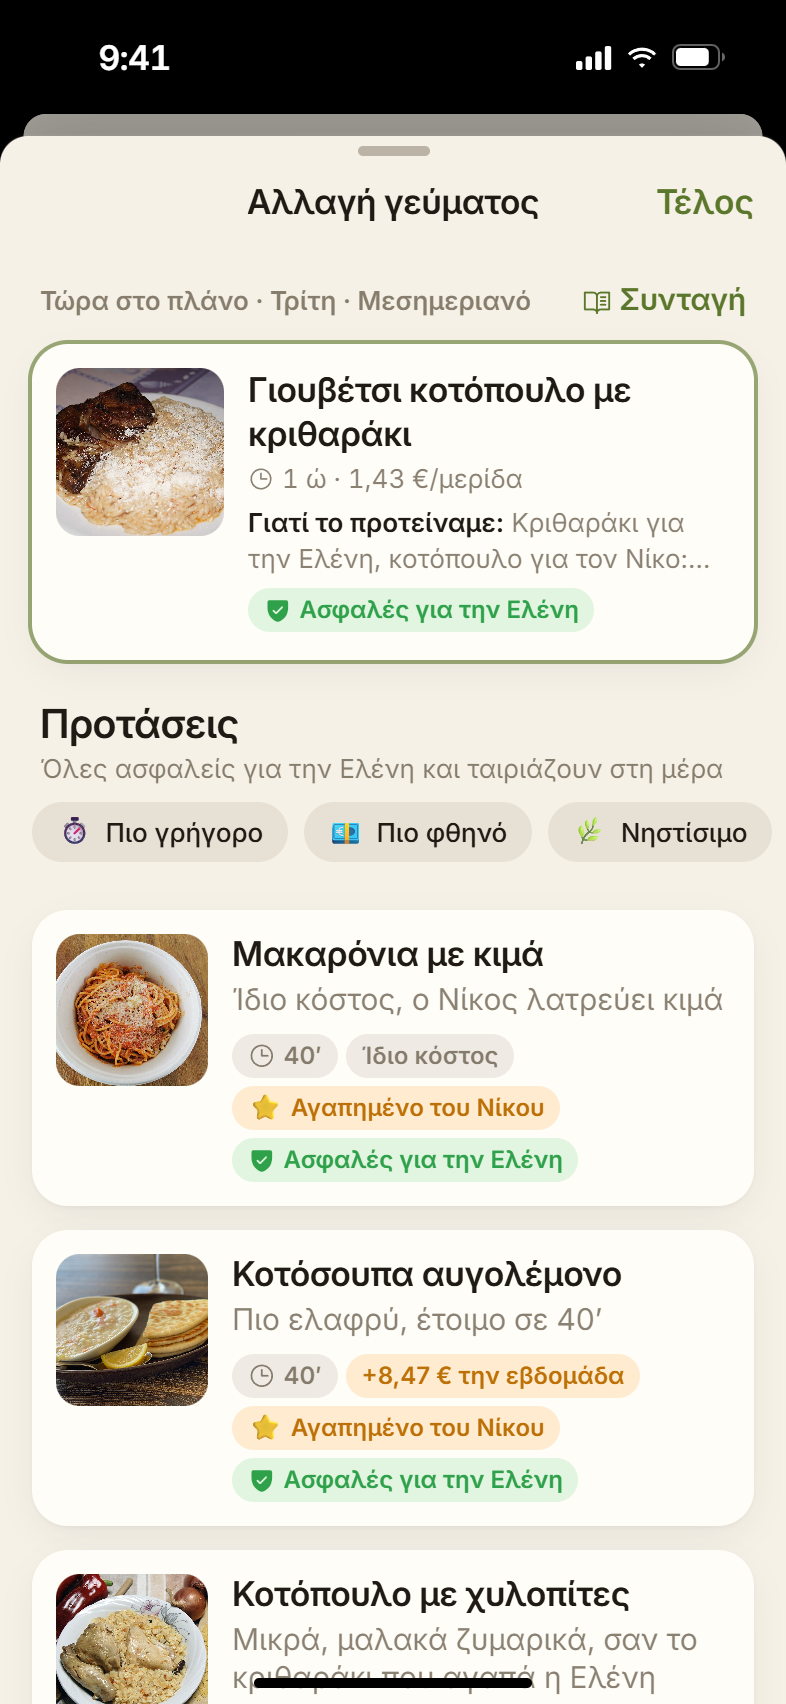 9:41
Αλλαγή γεύματος
Τέλος
Τώρα στο πλάνο · Τρίτη · Μεσημεριανό
Συνταγή
Γιουβέτσι κοτόπουλο με
κριθαράκι
1 ώ · 1,43 €/μερίδα
Γιατί το προτείναμε: Κριθαράκι για
την Ελένη, κοτόπουλο για τον Νίκο:...
Ασφαλές για την Ελένη
Προτάσεις
Όλες ασφαλείς για την Ελένη και ταιριάζουν στη μέρα
Πιο γρήγορο
Πιο φθηνό
Νηστίσιμο
Μακαρόνια με κιμά
Ίδιο κόστος, ο Νίκος λατρεύει κιμά
40′
Ίδιο κόστος
Αγαπημένο του Νίκου
Ασφαλές για την Ελένη
Κοτόσουπα αυγολέμονο
Πιο ελαφρύ, έτοιμο σε 40′
40′
+8,47 € την εβδομάδα
Αγαπημένο του Νίκου
Ασφαλές για την Ελένη
Κοτόπουλο με χυλοπίτες
Μικρά, μαλακά ζυμαρικά, σαν το
κριθαράκι που αγαπά η Ελένη